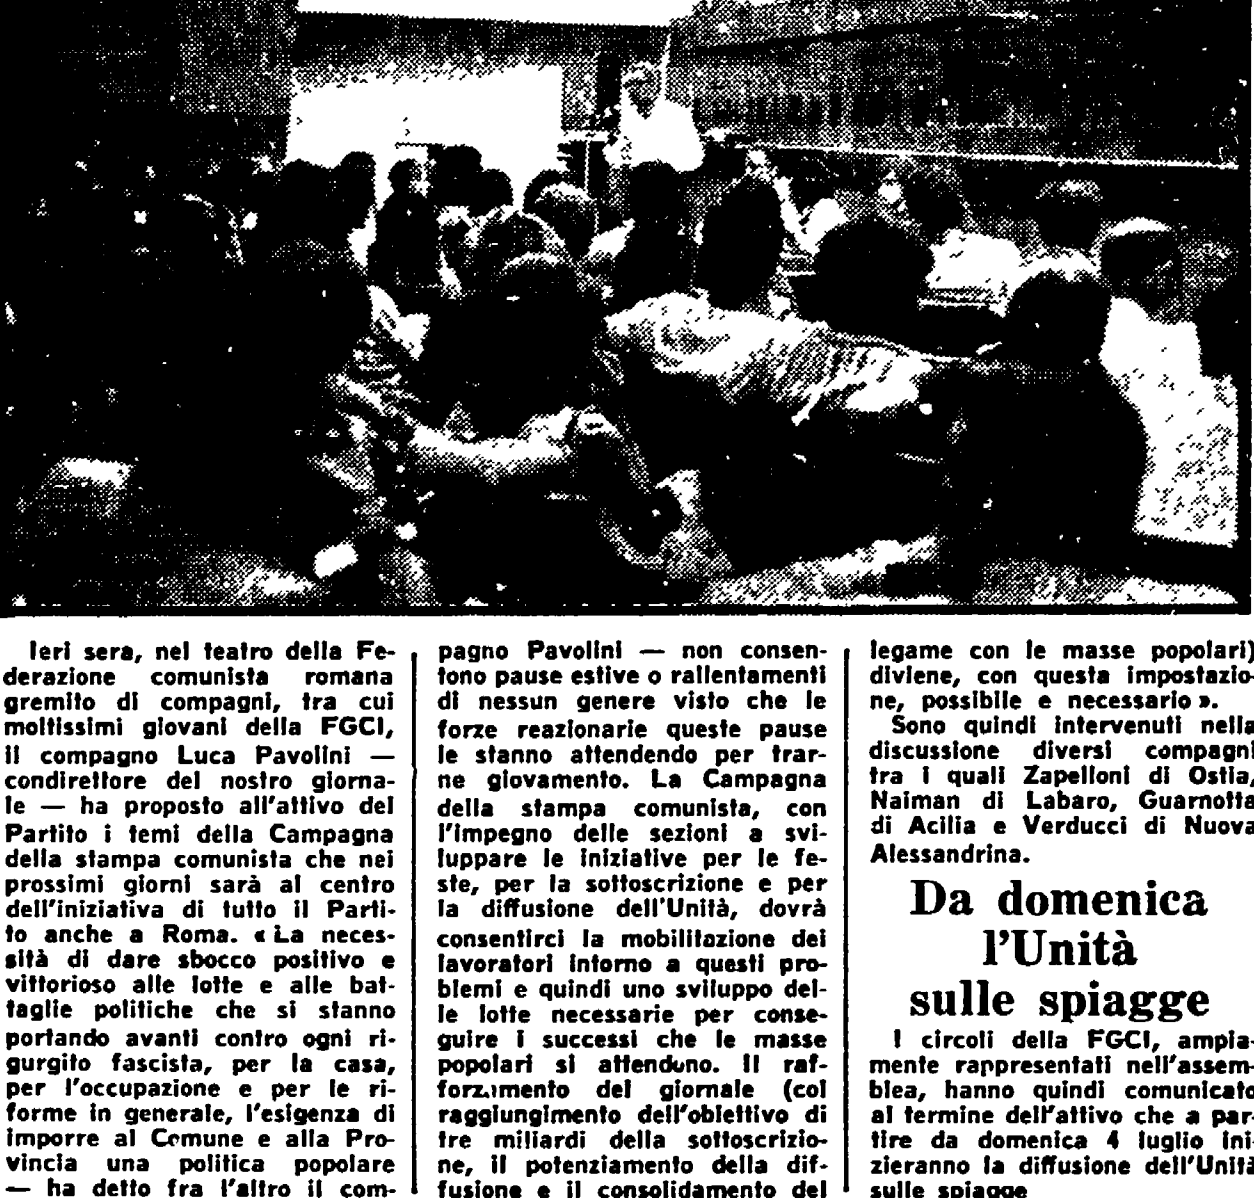 Ieri sera, nel teatro della Fe-
derazione comunista romana
gremito di compagni, tra cui
moltissimi giovani della FGCI,
il compagno Luca Pavolini —
condirettore del nostro giorna-
le — ha proposto all'attivo del
Partito i temi della Campagna
della stampa comunista che nei
prossimi giorni sarà al centro
dell'iniziativa di tutto il Parti-
to anche a Roma. « La neces-
sità di dare sbocco positivo e
vittorioso alle lotte e alle bat-
taglie politiche che si stanno
portando avanti contro ogni ri-
gurgito fascista, per la casa,
per l'occupazione e per le ri-
forme in generale, l'esigenza di
imporre al Comune e alla Pro-
vincia una politica popolare
— ha detto fra l'altro il com-
pagno Pavolini — non consen-
tono pause estive o rallentamenti
di nessun genere visto che le
forze reazionarie queste pause
le stanno attendendo per trar-
ne giovamento. La Campagna
della stampa comunista, con
l'impegno delle sezioni a svi-
luppare le iniziative per le fe-
ste, per la sottoscrizione e per
la diffusione dell'Unità, dovrà
consentirci la mobilitazione dei
lavoratori intorno a questi pro-
blemi e quindi uno sviluppo del-
le lotte necessarie per conse-
guire i successi che le masse
popolari si attendono. Il raf-
forzamento del giornale (col
raggiungimento dell'obiettivo di
tre miliardi della sottoscrizio-
ne, il potenziamento della dif-
fusione e il consolidamento del
legame con le masse popolari)
diviene, con questa impostazio-
ne, possibile e necessario ».
Sono quindi intervenuti nella
discussione diversi compagni
tra i quali Zapelloni di Ostia,
Naiman di Labaro, Guarnotta
di Acilia e Verducci di Nuova
Alessandrina.
Da domenica
l'Unità
sulle spiagge
I circoli della FGCI, ampia-
mente rappresentati nell'assem-
blea, hanno quindi comunicato
al termine dell'attivo che a par-
tire da domenica 4 luglio ini-
zieranno la diffusione dell'Unità
sulle spiagge